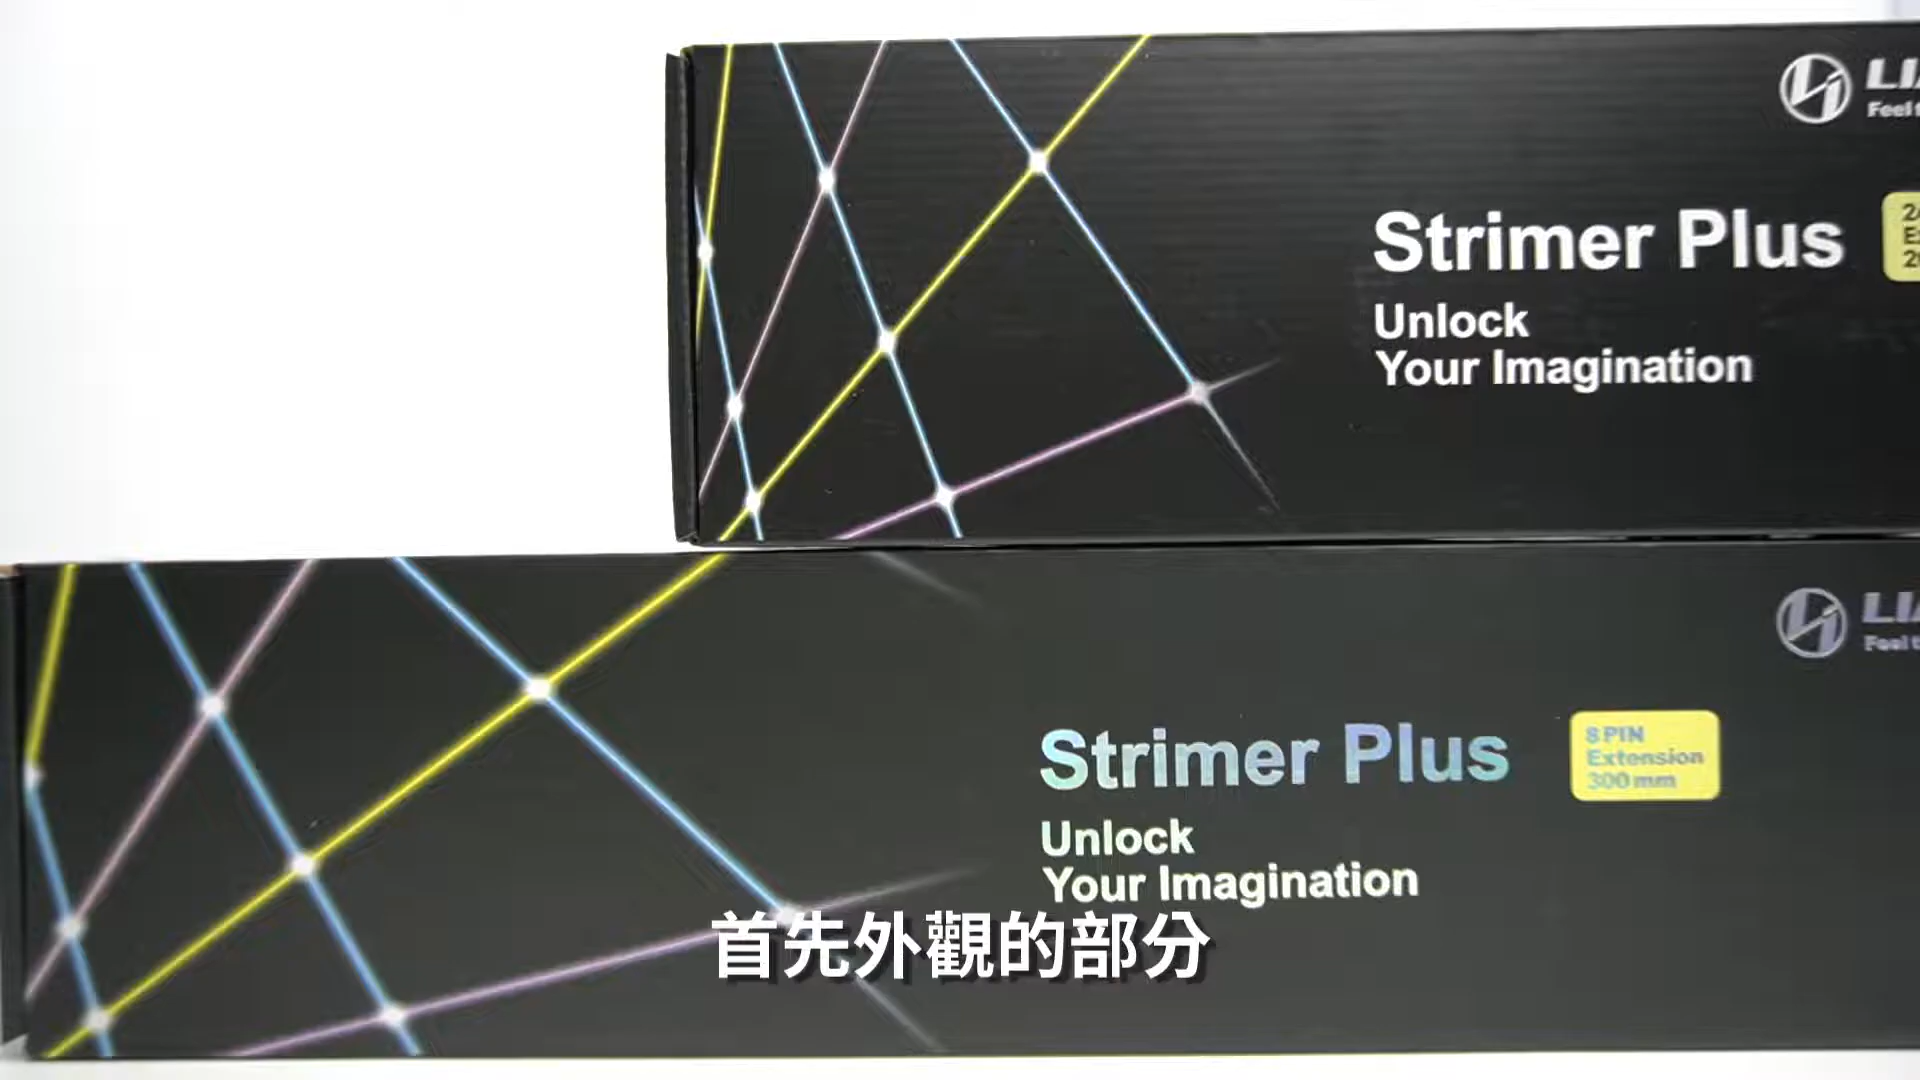 Strimer Plus
Unlock
Your Imagination
Strimer Plus
8 PIN
Extension
300 mm
Unlock
Your Imagination
首先外觀的部分